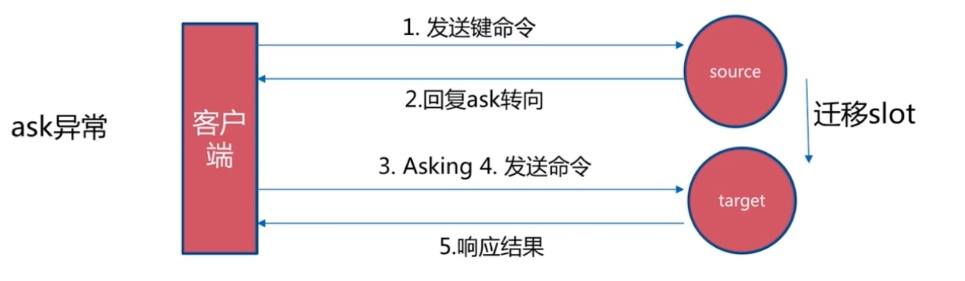 1. 发送键命令
source
2.回复ask转向
ask异常
客户
端
迁移slot
3. Asking 4. 发送命令
target
5.响应结果